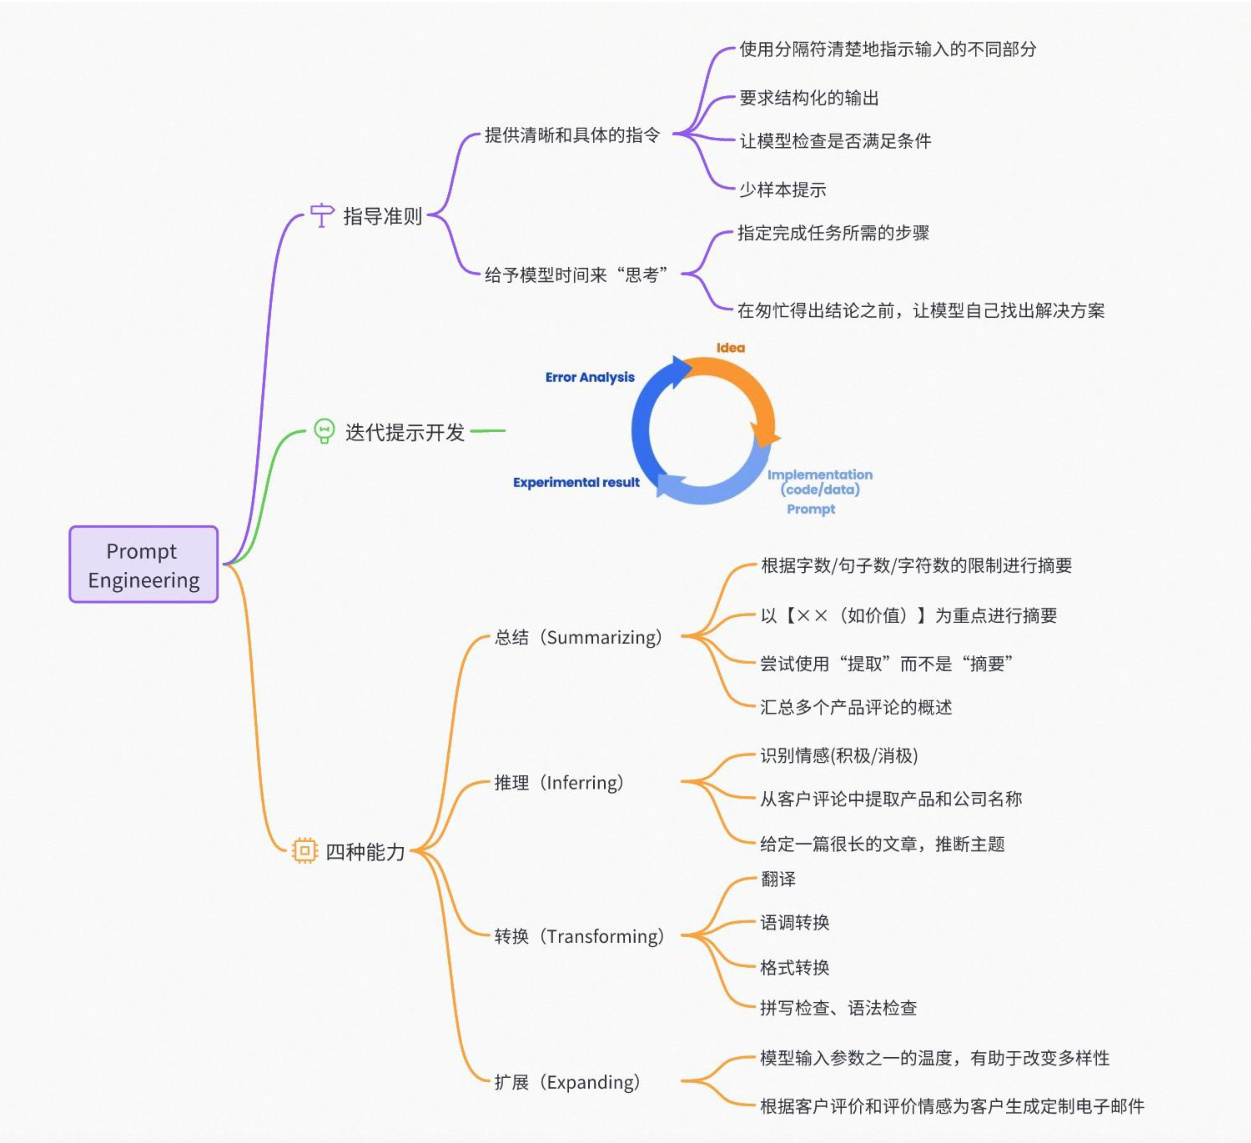 Prompt
Engineering
指导准则
提供清晰和具体的指令
使用分隔符清楚地指示输入的不同部分
要求结构化的输出
让模型检查是否满足条件
少样本提示
给予模型时间来“思考”
指定完成任务所需的步骤
在匆忙得出结论之前，让模型自己找出解决方案
迭代提示开发
Idea
Error Analysis
Implementation
(code/data)
Prompt
Experimental result
四种能力
总结（Summarizing）
根据字数/句子数/字符数的限制进行摘要
以【××（如价值）】为重点进行摘要
尝试使用“提取”而不是“摘要”
汇总多个产品评论的概述
推理（Inferring）
识别情感(积极/消极)
从客户评论中提取产品和公司名称
给定一篇很长的文章，推断主题
转换（Transforming）
翻译
语调转换
格式转换
拼写检查、语法检查
扩展（Expanding）
模型输入参数之一的温度，有助于改变多样性
根据客户评价和评价情感为客户生成定制电子邮件